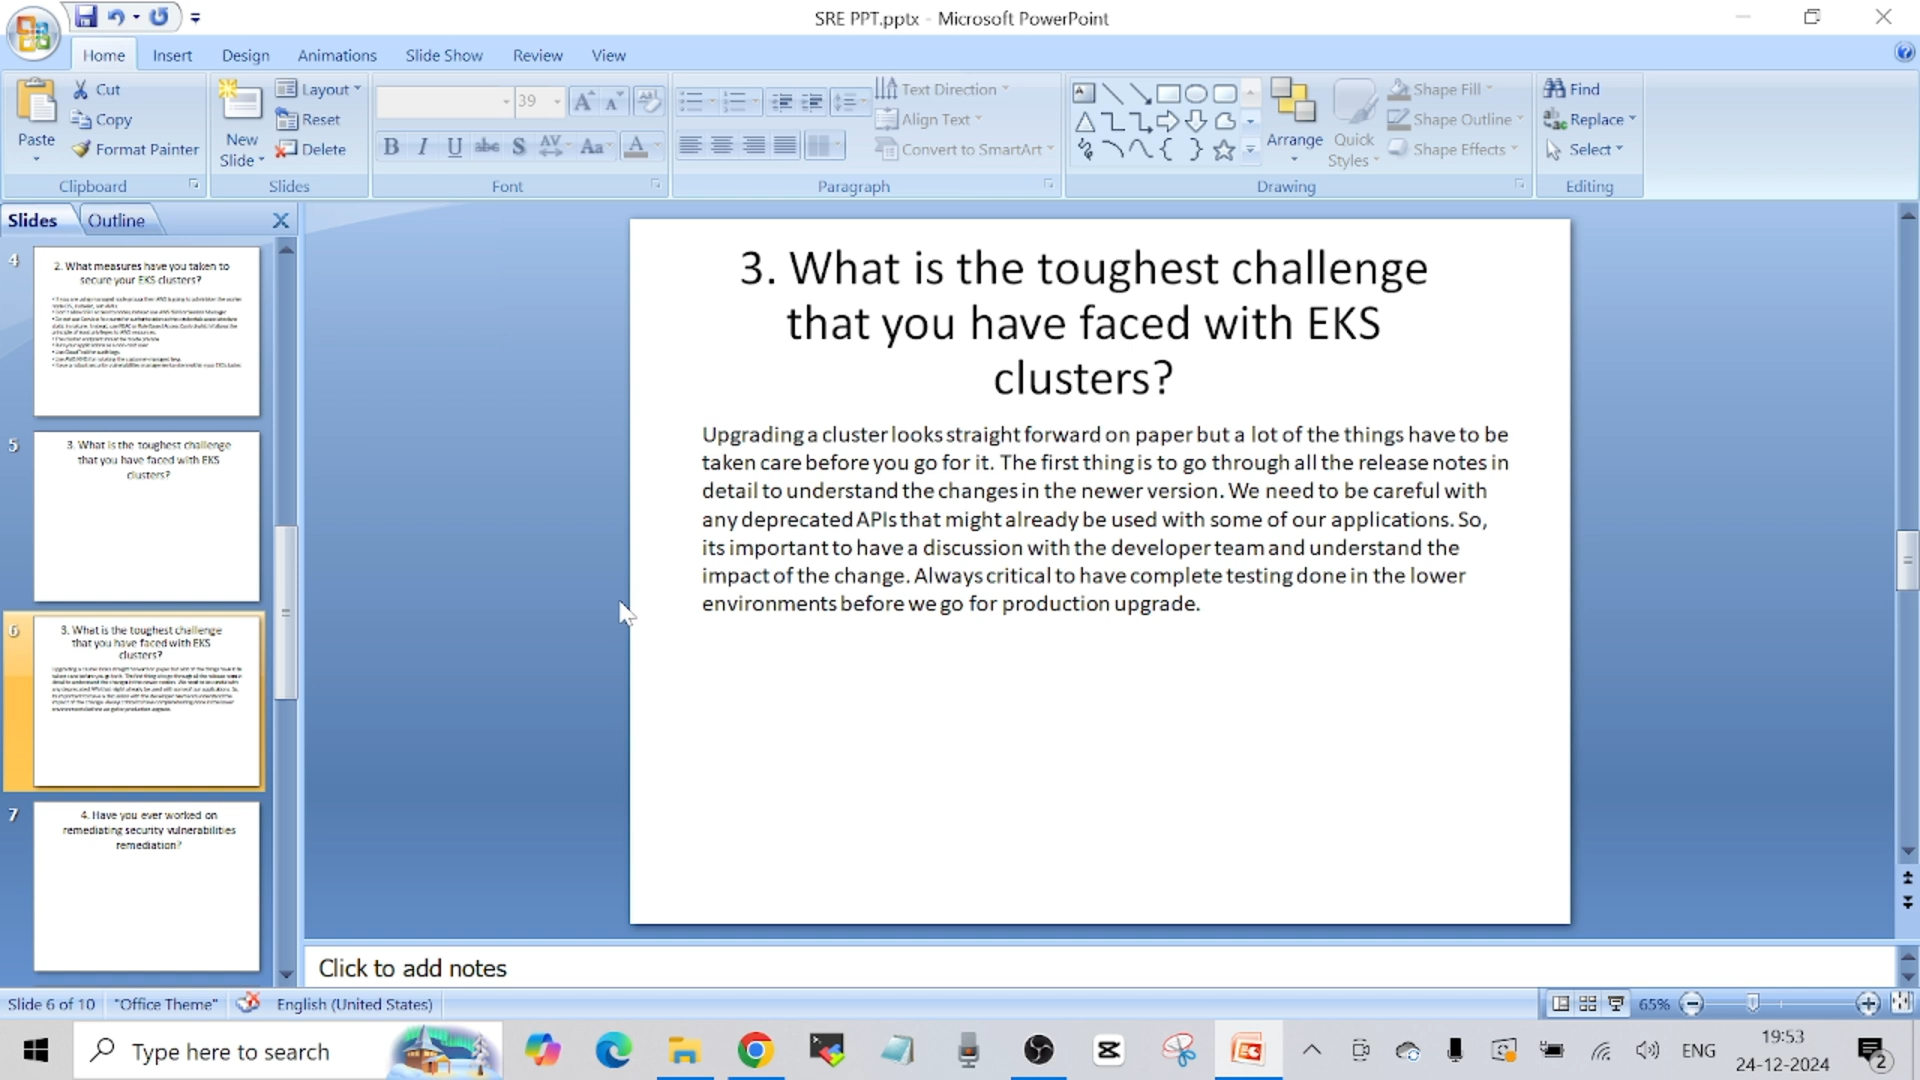 SRE PPT.pptx - Microsoft PowerPoint
Home Insert Design Animations Slide Show Review View
Paste
Cut
Copy
Format Painter
Clipboard
New
Slide
Layout
Reset
Delete
Slides
39
B I U abc S AV Aa A
Font
Text Direction
Align Text
Convert to SmartArt
Paragraph
Arrange
Quick
Styles
Shape Fill
Shape Outline
Shape Effects
Drawing
Find
Replace
Select
Editing
Slides Outline
4
2. What measures have you taken to
secure your EKS clusters?
5
3. What is the toughest challenge
that you have faced with EKS
clusters?
6
3. What is the toughest challenge
that you have faced with EKS
clusters?
7
4. Have you ever worked on
remediating security vulnerabilities
remediation?
3. What is the toughest challenge
that you have faced with EKS
clusters?
Upgrading a cluster looks straight forward on paper but a lot of the things have to be
taken care before you go for it. The first thing is to go through all the release notes in
detail to understand the changes in the newer version. We need to be careful with
any deprecated APIs that might already be used with some of our applications. So,
its important to have a discussion with the developer team and understand the
impact of the change. Always critical to have complete testing done in the lower
environments before we go for production upgrade.
Click to add notes
Slide 6 of 10 "Office Theme" English (United States) 65%
Type here to search
ENG
19:53
24-12-2024
2